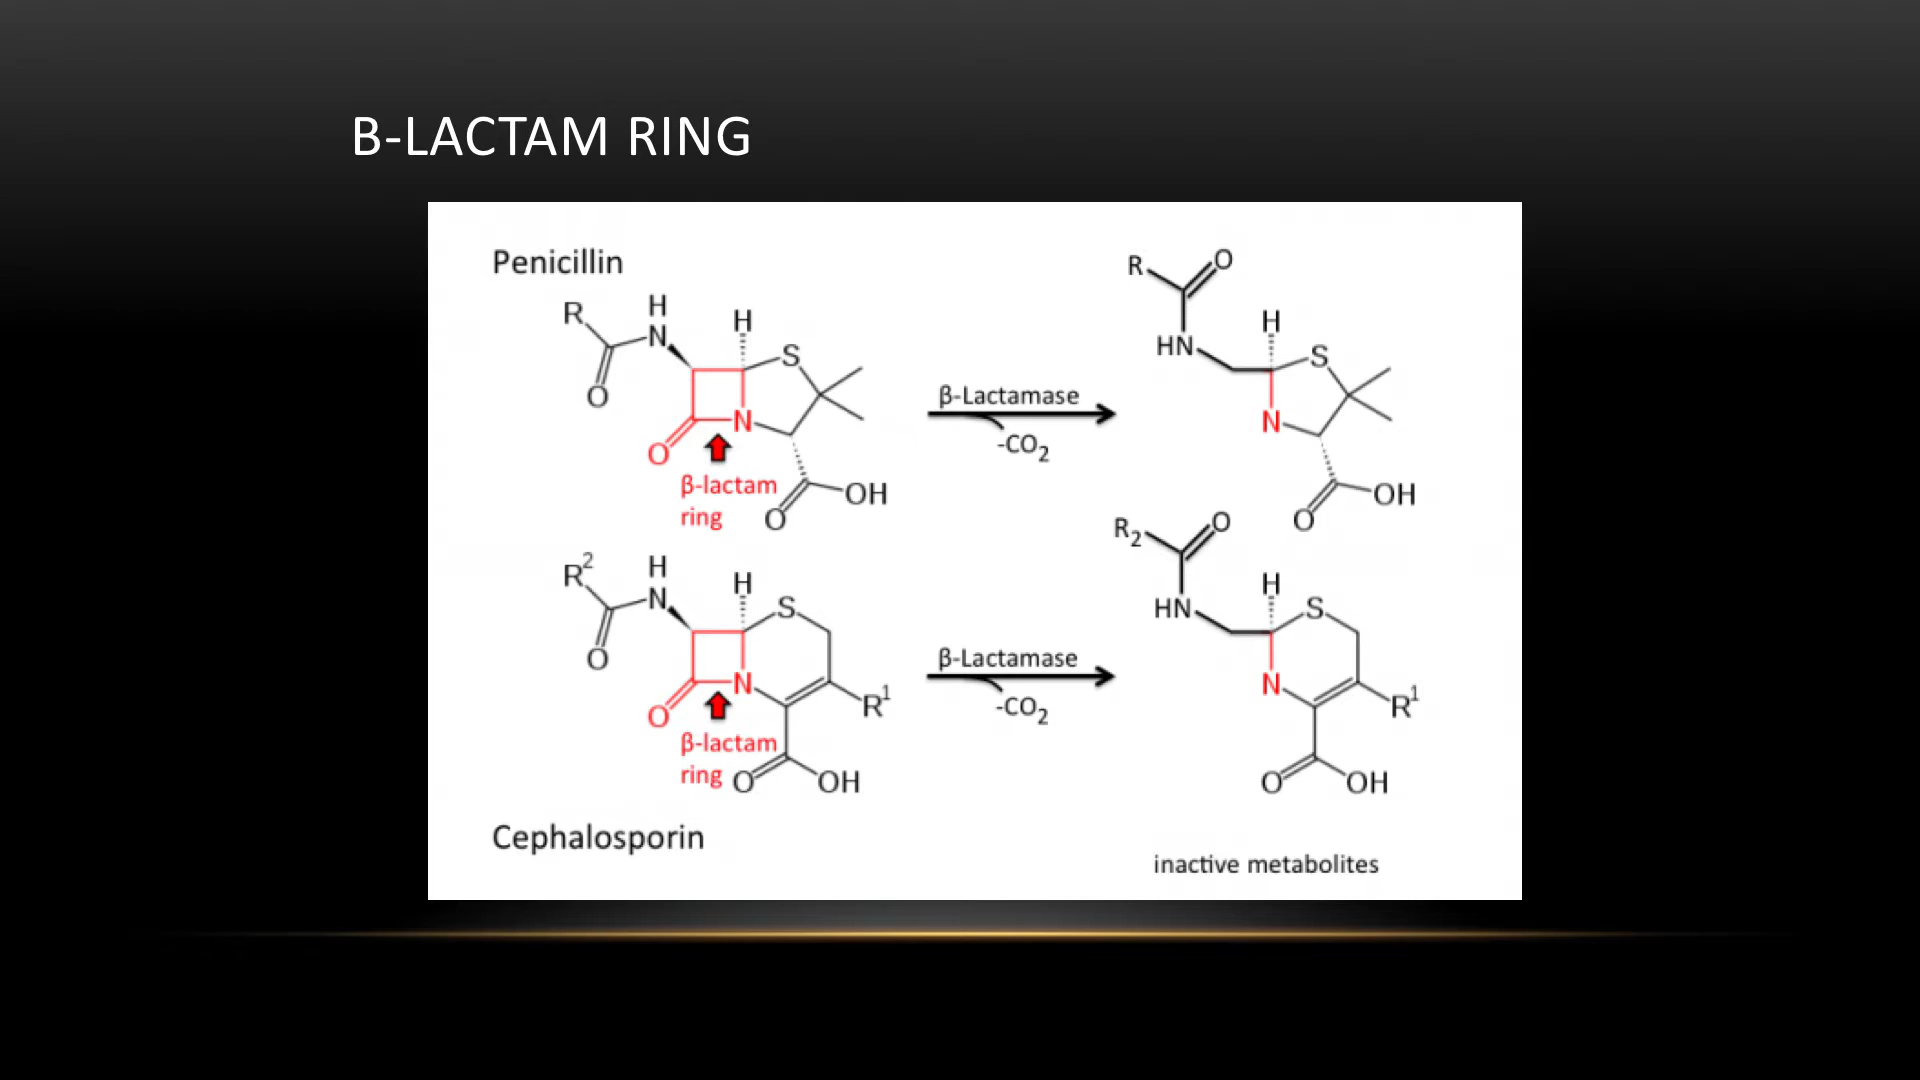 B-LACTAM RING
Penicillin
R
H
N
H
S
O
N
O
β-lactam
ring
O
OH
β-Lactamase
-CO2
R
O
HN
H
S
N
O
OH
R2
H
N
H
S
O
N
O
R1
β-lactam
ring
O
OH
β-Lactamase
-CO2
R2
O
HN
H
S
N
R1
O
OH
Cephalosporin
inactive metabolites